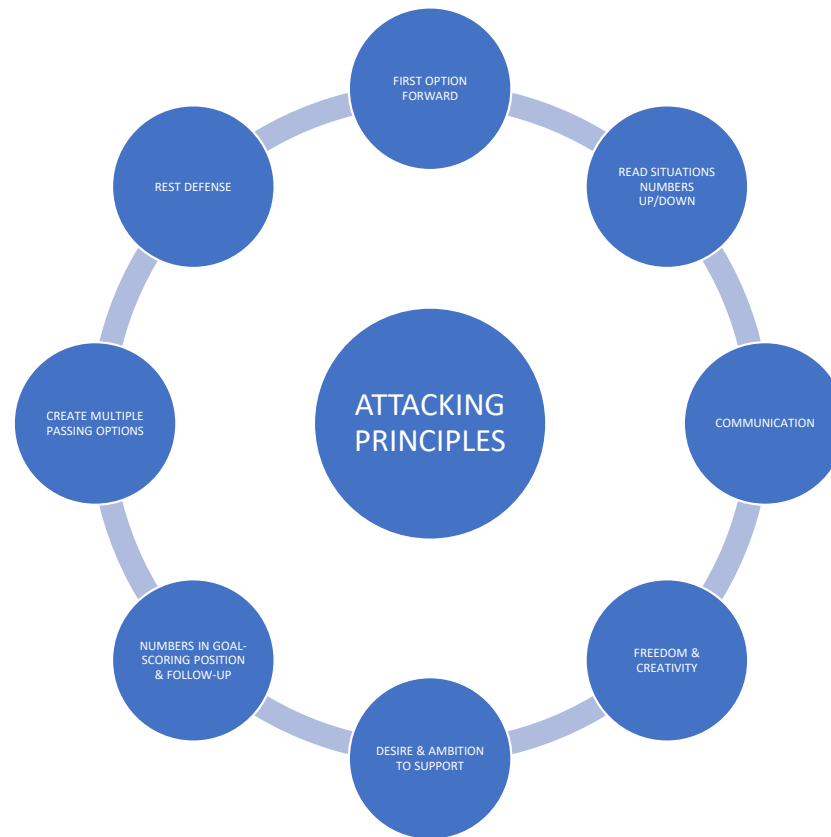 FIRST OPTION
FORWARD
READ SITUATIONS
NUMBERS
UP/DOWN
COMMUNICATION
FREEDOM &
CREATIVITY
DESIRE & AMBITION
TO SUPPORT
NUMBERS IN GOAL-
SCORING POSITION
& FOLLOW-UP
CREATE MULTIPLE
PASSING OPTIONS
REST DEFENSE
ATTACKING
PRINCIPLES